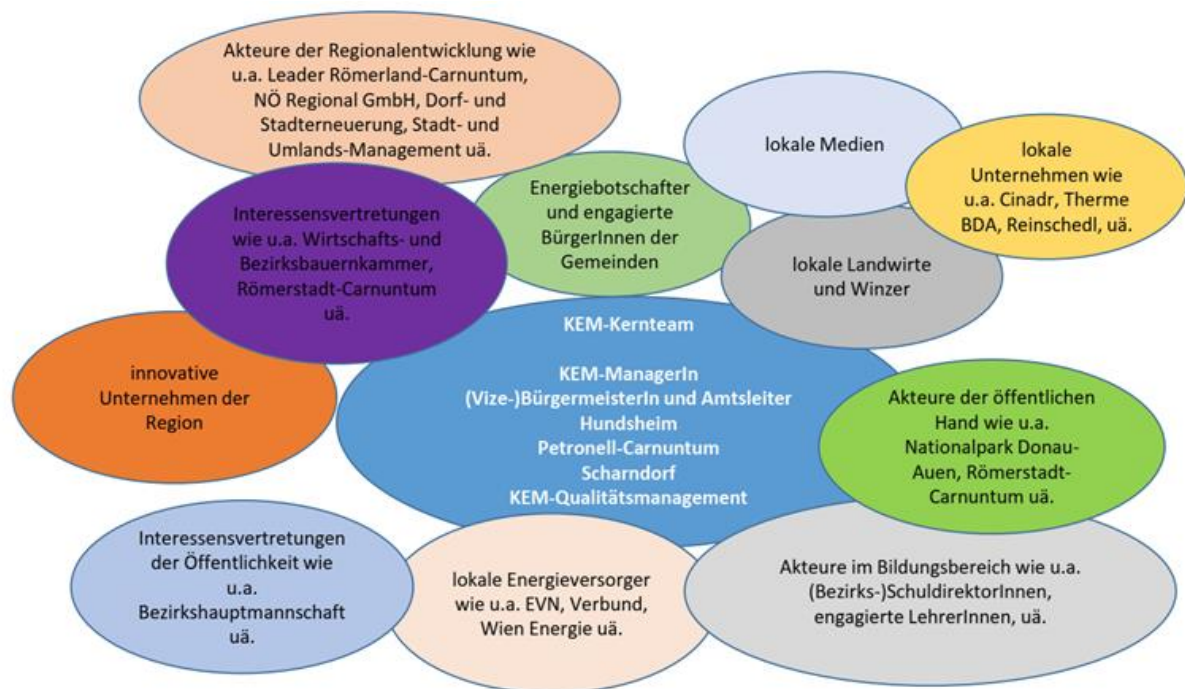 Akteure der Regionalentwicklung wie
u.a. Leader Römerland-Carnuntum,
NÖ Regional GmbH, Dorf- und
Stadterneuerung, Stadt- und
Umlands-Management uä.
lokale Medien
lokale
Unternehmen wie
u.a. Cinadr, Therme
BDA, Reinschedl, uä.
Interessensvertretungen
wie u.a. Wirtschafts- und
Bezirksbauernkammer,
Römerstadt-Carnuntum
uä.
Energiebotschafter
und engagierte
BürgerInnen der
Gemeinden
lokale Landwirte
und Winzer
innovative
Unternehmen der
Region
KEM-Kernteam
KEM-ManagerIn
(Vize-)BürgermeisterIn und Amtsleiter
Hundsheim
Petronell-Carnuntum
Scharndorf
KEM-Qualitätsmanagement
Akteure der öffentlichen
Hand wie u.a.
Nationalpark Donau-
Auen, Römerstadt-
Carnuntum uä.
Interessensvertretungen
der Öffentlichkeit wie
u.a.
Bezirkshauptmannschaft
uä.
lokale Energieversorger
wie u.a. EVN, Verbund,
Wien Energie uä.
Akteure im Bildungsbereich wie u.a.
(Bezirks-)SchuldirektorInnen,
engagierte LehrerInnen, uä.